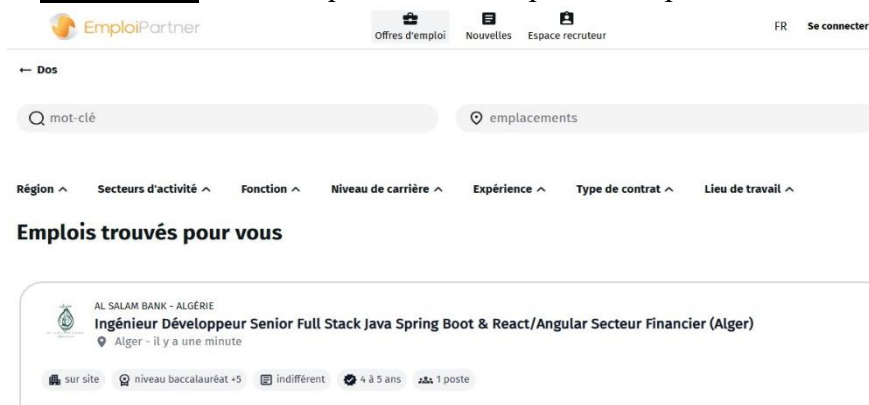 EmploiPartner
Offres d'emploi Nouvelles Espace recruteur FR Se connecter
← Dos
mot-clé emplacements
Région Secteurs d'activité Fonction Niveau de carrière Expérience Type de contrat Lieu de travail
Emplois trouvés pour vous
AL SALAM BANK - ALGÉRIE
Ingénieur Développeur Senior Full Stack Java Spring Boot & React/Angular Secteur Financier (Alger)
Alger - il y a une minute
sur site niveau baccalauréat +5 indifférent 4 à 5 ans 1 poste